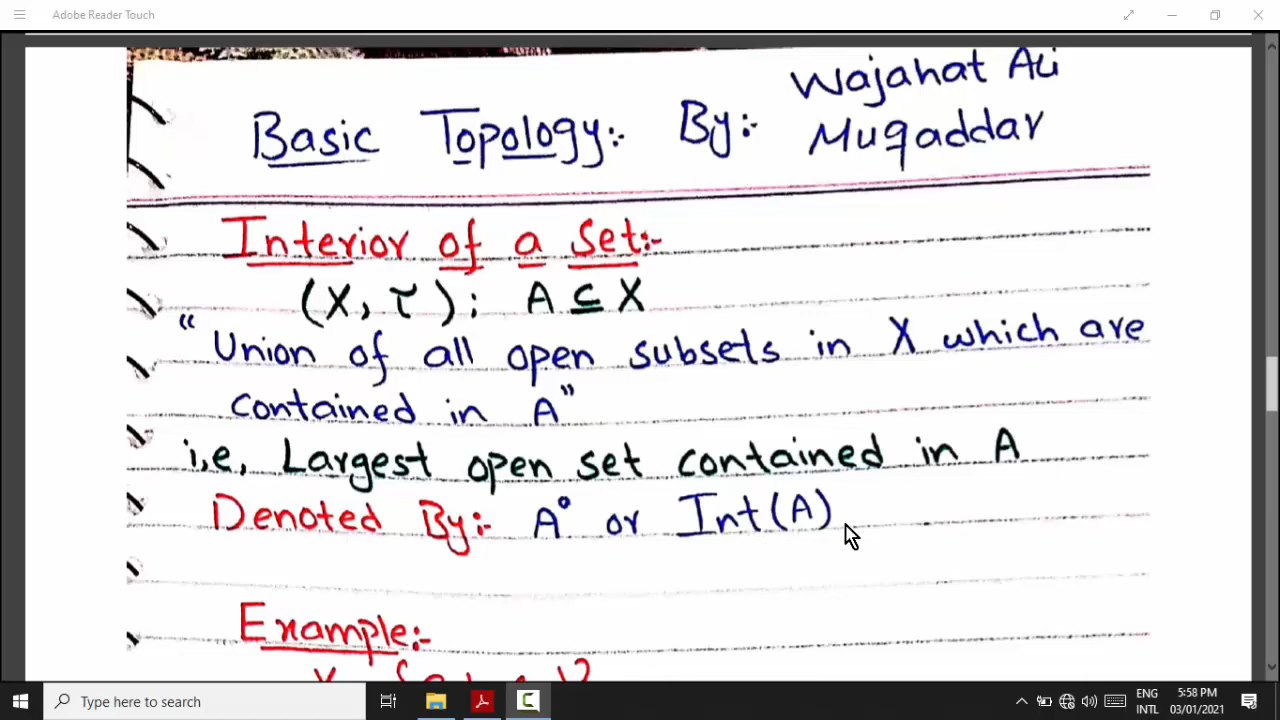 Adobe Reader Touch
Wajahat Ali
Basic Topology:- By:- Muqaddar
Interior of a Set:-
(X, τ); A ⊆ X
"Union of all open subsets in X which are
contained in A"
i,e, Largest open set contained in A
Denoted By:- A° or Int(A)
Example:-
Type here to search
ENG
INTL
5:58 PM
03/01/2021